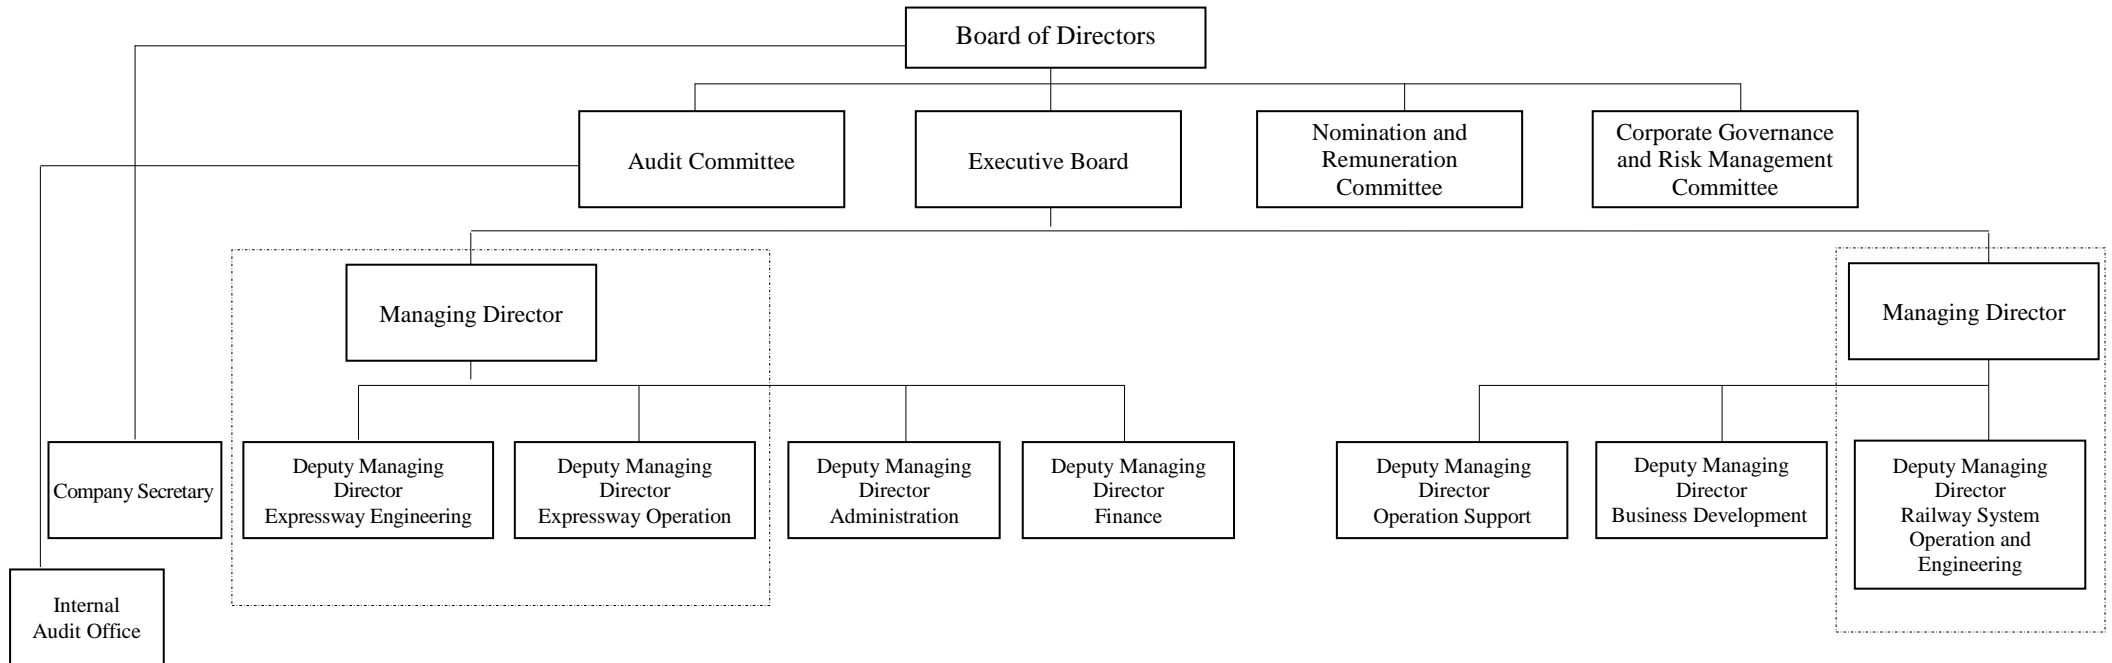 Board of Directors
Audit Committee
Executive Board
Nomination and
Remuneration
Committee
Corporate Governance
and Risk Management
Committee
Managing Director
Managing Director
Company Secretary
Deputy Managing
Director
Expressway Engineering
Deputy Managing
Director
Expressway Operation
Deputy Managing
Director
Administration
Deputy Managing
Director
Finance
Deputy Managing
Director
Operation Support
Deputy Managing
Director
Business Development
Deputy Managing
Director
Railway System
Operation and
Engineering
Internal
Audit Office